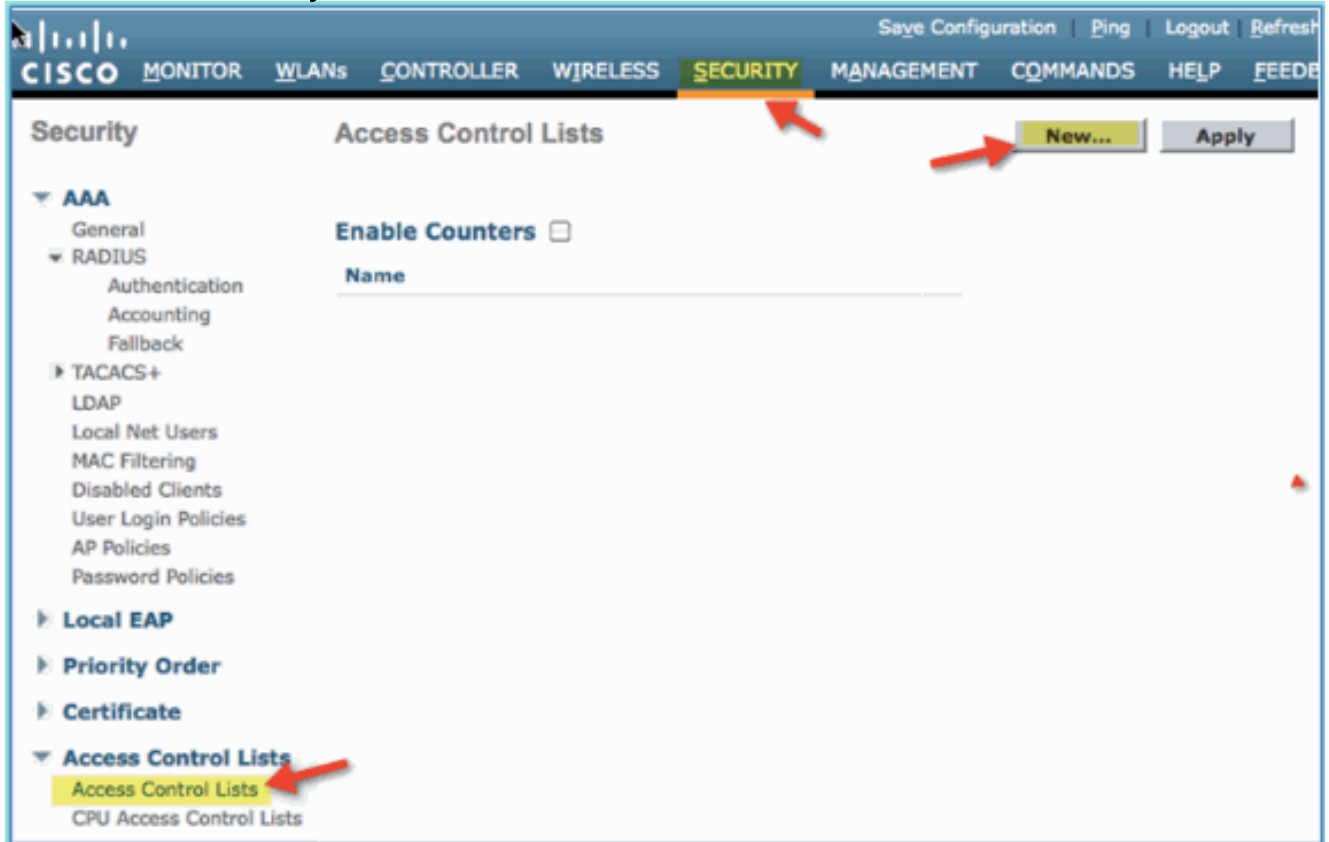 Save Configuration | Ping | Logout | Refresh
CISCO MONITOR WLANs CONTROLLER WIRELESS SECURITY MANAGEMENT COMMANDS HELP
Security
Access Control Lists
New...
Apply
AAA
General
RADIUS
Authentication
Accounting
Fallback
TACACS+
LDAP
Local Net Users
MAC Filtering
Disabled Clients
User Login Policies
AP Policies
Password Policies
Local EAP
Priority Order
Certificate
Access Control Lists
Access Control Lists
CPU Access Control Lists
Enable Counters
Name